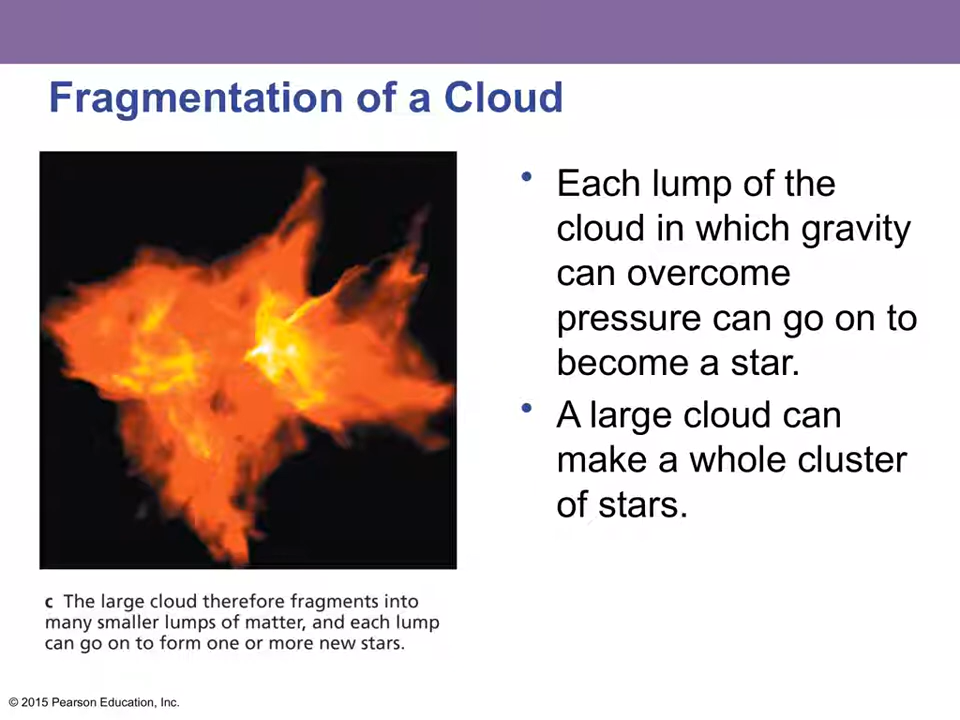 Fragmentation of a Cloud
• Each lump of the
cloud in which gravity
can overcome
pressure can go on to
become a star.
• A large cloud can
make a whole cluster
of stars.
c The large cloud therefore fragments into
many smaller lumps of matter, and each lump
can go on to form one or more new stars.
© 2015 Pearson Education, Inc.